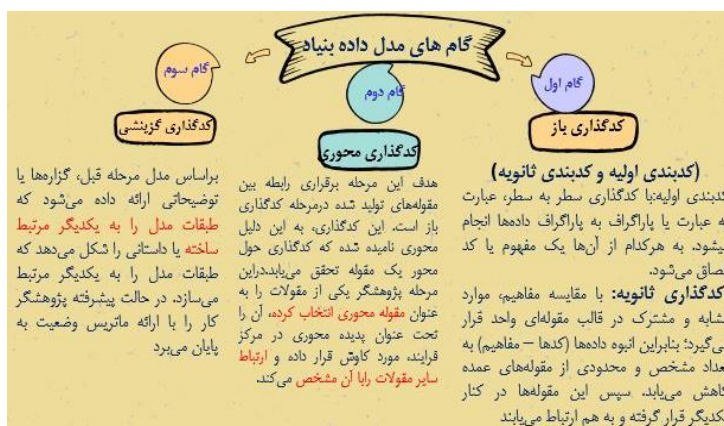 گام های مدل داده بنیاد
گام اول
کدگذاری باز
(کدبندی اولیه و کدبندی ثانویه)
کدبندی اولیه:با کدگذاری سطر به سطر، عبارت
به عبارت یا پاراگراف به پاراگراف داده‌ها انجام
میشود. به هرکدام از آن‌ها یک مفهوم یا کد
الصاق می‌شود.
کدگذاری ثانویه: با مقایسه مفاهیم، موارد
مشابه و مشترک در قالب مقوله‌ای واحد قرار
می‌گیرد؛ بنابراین انبوه داده‌ها (کدها – مفاهیم) به
تعداد مشخص و محدودی از مقوله‌های عمده
کاهش می‌یابد. سپس این مقوله‌ها در کنار
یکدیگر قرار گرفته و به هم ارتباط می‌یابند
گام دوم
کدگذاری محوری
هدف این مرحله برقراری رابطه بین
مقوله‌های تولید شده درمرحله کدگذاری
باز است. این کدگذاری، به این دلیل
محوری نامیده شده که کدگذاری حول
محور یک مقوله تحقق می‌یابد.دراین
مرحله پژوهشگر یکی از مقولات را به
عنوان مقوله محوری انتخاب کرده، آن را
تحت عنوان پدیده محوری در مرکز
فرایند، مورد کاوش قرار داده و ارتباط
سایر مقولات رابا آن مشخص می‌کند.
گام سوم
کدگذاری گزینشی
براساس مدل مرحله قبل، گزاره‌ها یا
توضیحاتی ارائه داده می‌شود که
طبقات مدل را به یکدیگر مرتبط
ساخته یا داستانی را شکل می‌دهد که
طبقات مدل را به یکدیگر مرتبط
می‌سازد. در حالت پیشرفته پژوهشگر
کار را با ارائه ماتریس وضعیت به
پایان می‌برد